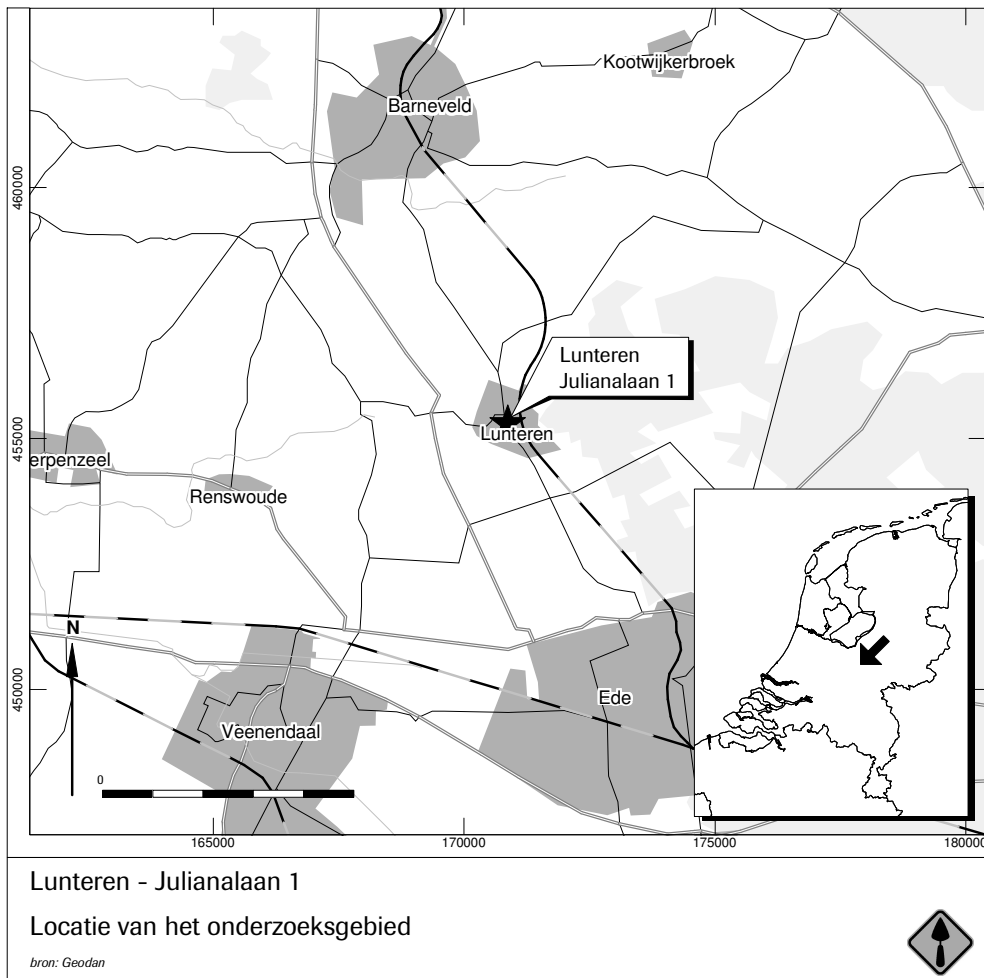 Kootwijkerbroek
Barneveld
460000
Lunteren
Julianalaan 1
455000
Lunteren
erpenzeel
Renswoude
N
450000
Ede
Veenendaal
0
165000
170000
175000
180000
Lunteren - Julianalaan 1
Locatie van het onderzoeksgebied
bron: Geodan